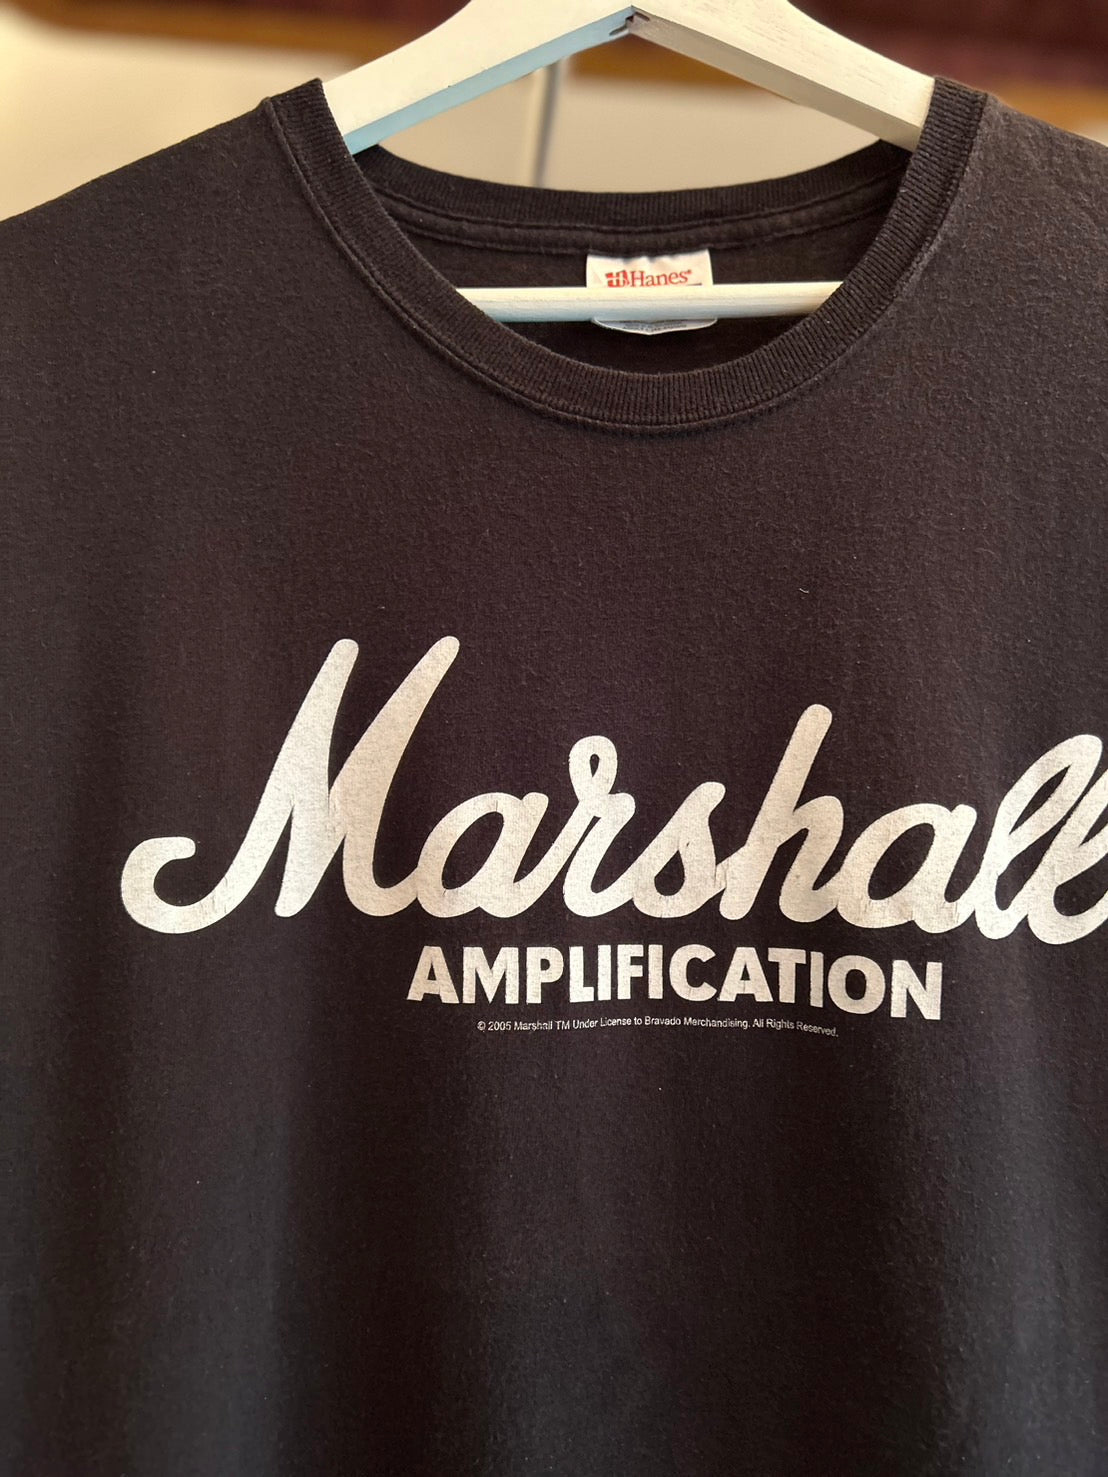 Hanes
Marshall
AMPLIFICATION
© 2005 Marshall TM Under License to Bravado Merchandising. All Rights Reserved.